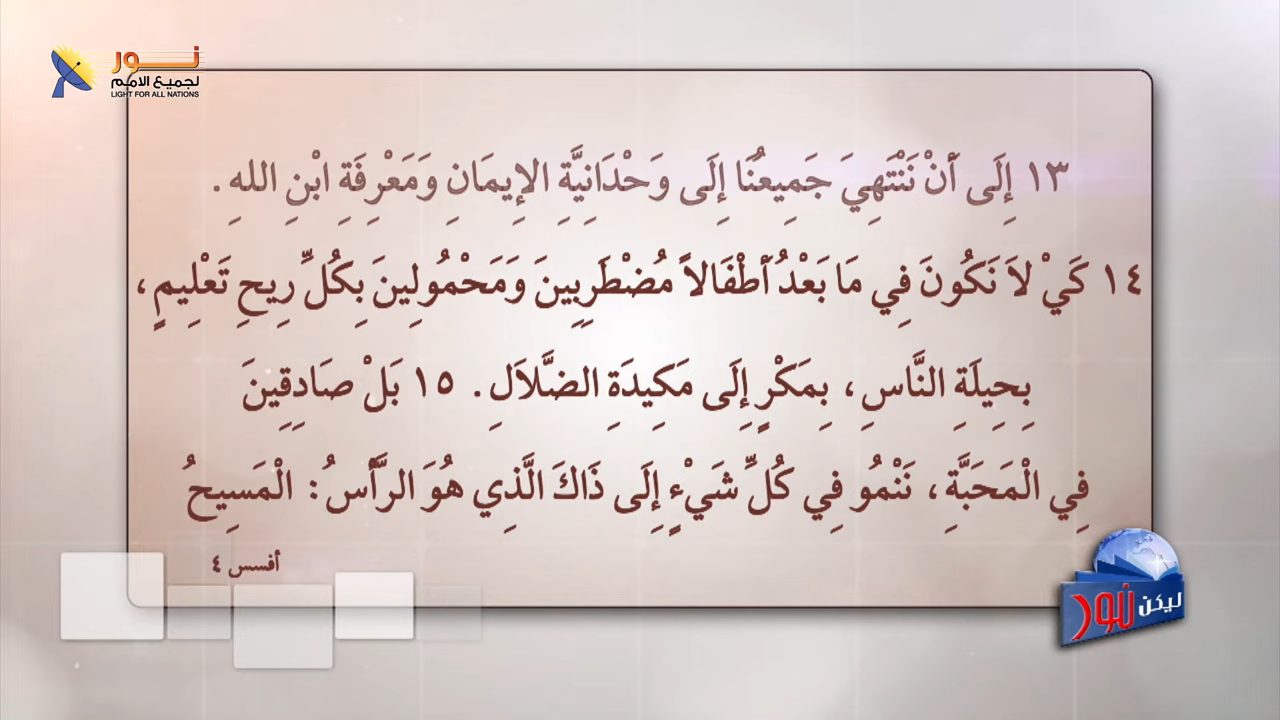 نور
لجميع الامم
LIGHT FOR ALL NATIONS
١٣ إِلَى أَنْ نَنْتَهِيَ جَمِيعُنَا إِلَى وَحْدَانِيَّةِ الإِيمَانِ وَمَعْرِفَةِ ابْنِ اللهِ.
١٤ كَيْ لاَ نَكُونَ فِي مَا بَعْدُ أَطْفَالاً مُضْطَرِبِينَ وَمَحْمُولِينَ بِكُلِّ رِيحِ تَعْلِيمٍ،
بِحِيلَةِ النَّاسِ، بِمَكْرٍ إِلَى مَكِيدَةِ الضَّلاَلِ. ١٥ بَلْ صَادِقِينَ
فِي الْمَحَبَّةِ، نَنْمُو فِي كُلِّ شَيْءٍ إِلَى ذَاكَ الَّذِي هُوَ الرَّأْسُ: الْمَسِيحُ
أفسس ٤
ليكن نور